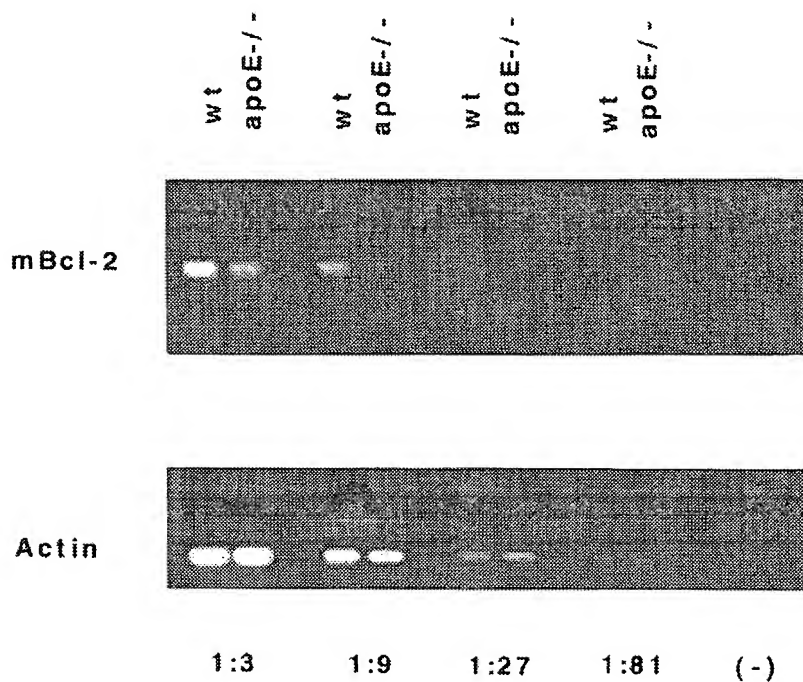 wt apoE-/- wt apoE-/- wt apoE-/- wt apoE-/-
mBcl-2
Actin
1:3 1:9 1:27 1:81 (-)